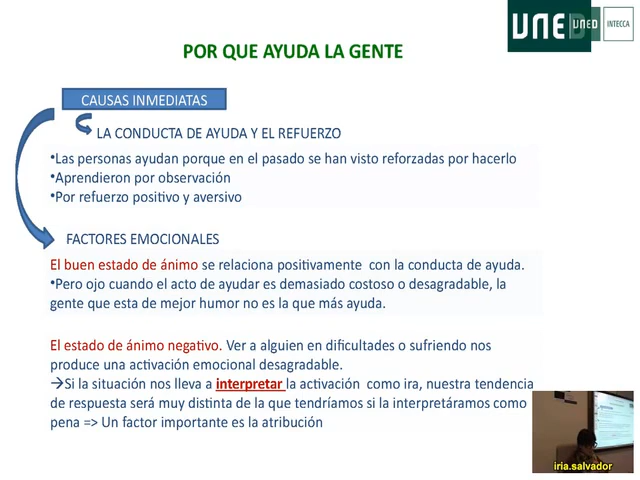 UNED
UNED
INTECCA
POR QUE AYUDA LA GENTE
CAUSAS INMEDIATAS
LA CONDUCTA DE AYUDA Y EL REFUERZO
•Las personas ayudan porque en el pasado se han visto reforzadas por hacerlo
•Aprendieron por observación
•Por refuerzo positivo y aversivo
FACTORES EMOCIONALES
El buen estado de ánimo se relaciona positivamente con la conducta de ayuda.
•Pero ojo cuando el acto de ayudar es demasiado costoso o desagradable, la
gente que esta de mejor humor no es la que más ayuda.
El estado de ánimo negativo. Ver a alguien en dificultades o sufriendo nos
produce una activación emocional desagradable.
→Si la situación nos lleva a interpretar la activación como ira, nuestra tendencia
de respuesta será muy distinta de la que tendríamos si la interpretáramos como
pena => Un factor importante es la atribución
iria.salvador